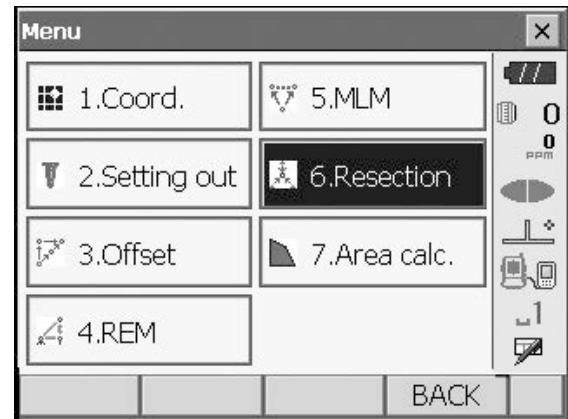 Menu
1.Coord.
5.MLM
0
0
PPM
2.Setting out
6.Resection
3.Offset
7.Area calc.
4.REM
1
BACK